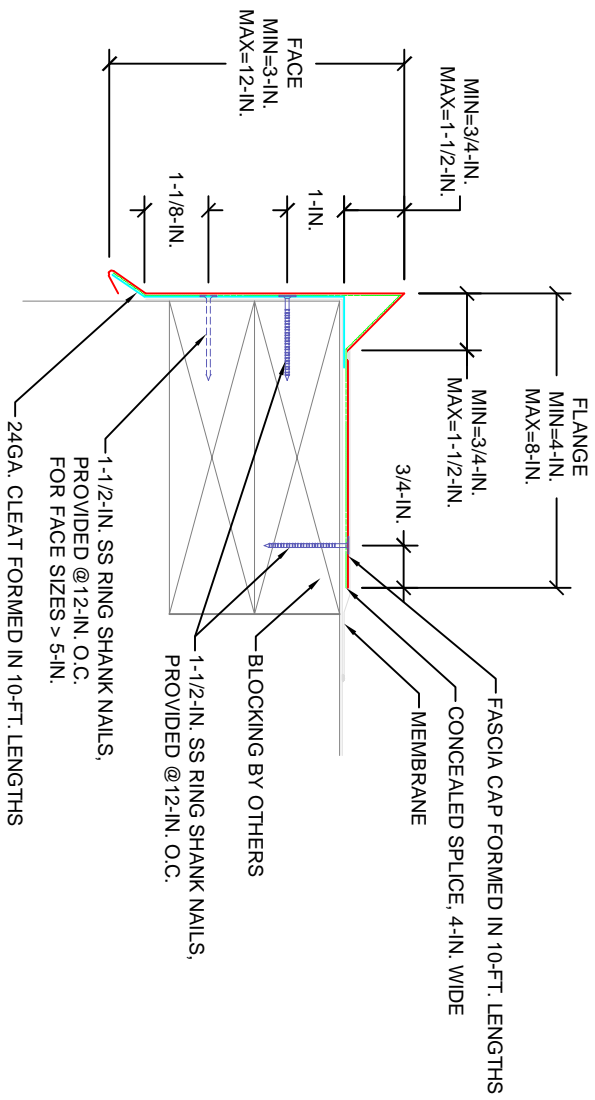 FLANGE
MIN=4-IN.
MAX=8-IN.
MIN=3/4-IN.
MAX=1-1/2-IN.
3/4-IN.
MIN=3/4-IN.
MAX=1-1/2-IN.
FACE
MIN=3-IN.
MAX=12-IN.
1-IN.
1-1/8-IN.
FASCIA CAP FORMED IN 10-FT. LENGTHS
CONCEALED SPLICE, 4-IN. WIDE
MEMBRANE
BLOCKING BY OTHERS
1-1/2-IN. SS RING SHANK NAILS,
PROVIDED @12-IN. O.C.
1-1/2-IN. SS RING SHANK NAILS,
PROVIDED @12-IN. O.C.
FOR FACE SIZES > 5-IN.
24GA. CLEAT FORMED IN 10-FT. LENGTHS